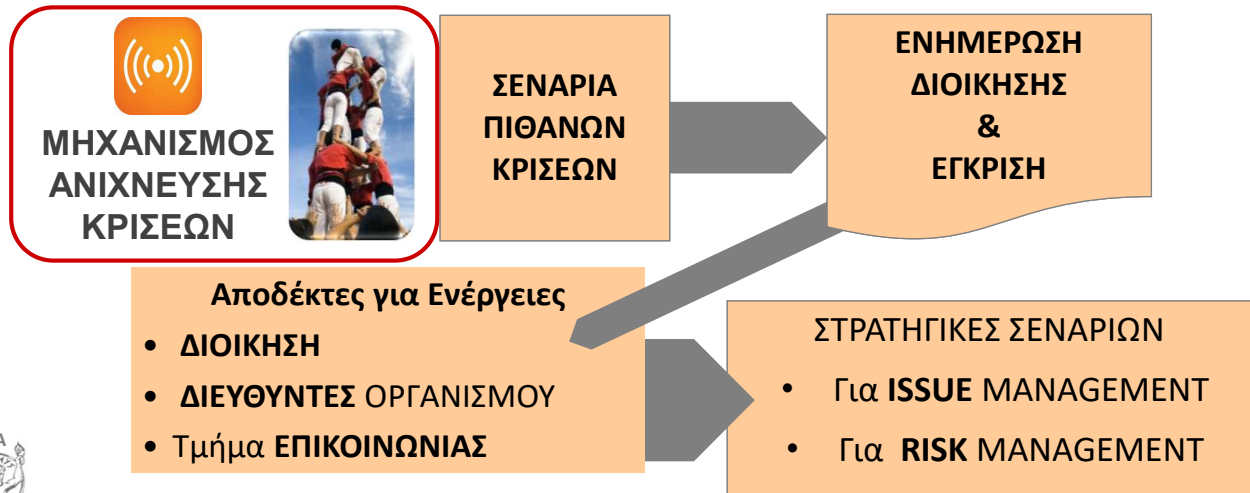 ΜΗΧΑΝΙΣΜΟΣ
ΑΝΙΧΝΕΥΣΗΣ
ΚΡΙΣΕΩΝ
ΣΕΝΑΡΙΑ
ΠΙΘΑΝΩΝ
ΚΡΙΣΕΩΝ
ΕΝΗΜΕΡΩΣΗ
ΔΙΟΙΚΗΣΗΣ
&
ΕΓΚΡΙΣΗ
Αποδέκτες για Ενέργειες
• ΔΙΟΙΚΗΣΗ
• ΔΙΕΥΘΥΝΤΕΣ ΟΡΓΑΝΙΣΜΟΥ
• Τμήμα ΕΠΙΚΟΙΝΩΝΙΑΣ
ΣΤΡΑΤΗΓΙΚΕΣ ΣΕΝΑΡΙΩΝ
• Για ISSUE MANAGEMENT
• Για RISK MANAGEMENT